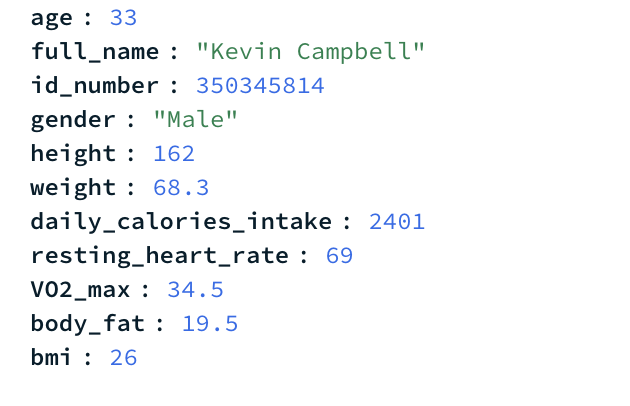 age : 33
full_name : "Kevin Campbell"
id_number : 350345814
gender : "Male"
height : 162
weight : 68.3
daily_calories_intake : 2401
resting_heart_rate : 69
VO2_max : 34.5
body_fat : 19.5
bmi : 26